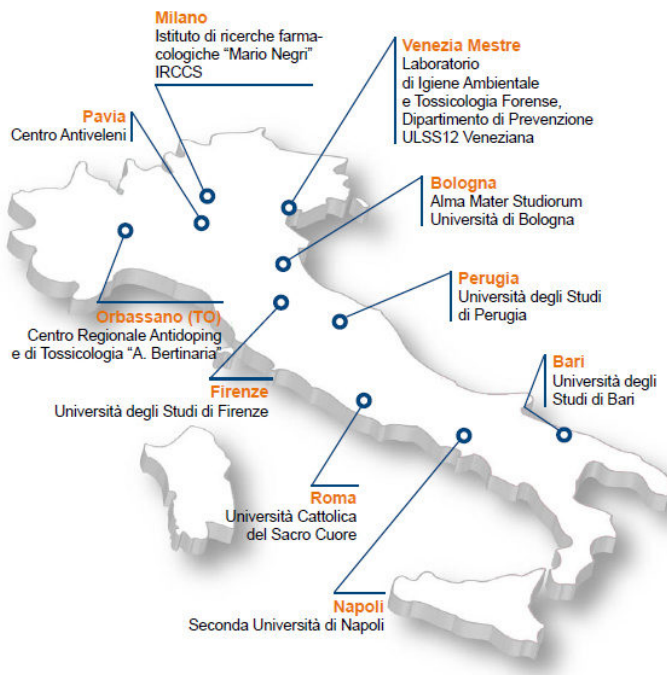 Milano
Istituto di ricerche farma-
cologiche “Mario Negri”
IRCCS
Venezia Mestre
Laboratorio
di Igiene Ambientale
e Tossicologia Forense,
Dipartimento di Prevenzione
ULSS12 Veneziana
Pavia
Centro Antiveleni
Bologna
Alma Mater Studiorum
Università di Bologna
Perugia
Università degli Studi
di Perugia
Orbassano (TO)
Centro Regionale Antidoping
e di Tossicologia “A. Bertinaria”
Bari
Università degli
Studi di Bari
Firenze
Università degli Studi di Firenze
Roma
Università Cattolica
del Sacro Cuore
Napoli
Seconda Università di Napoli